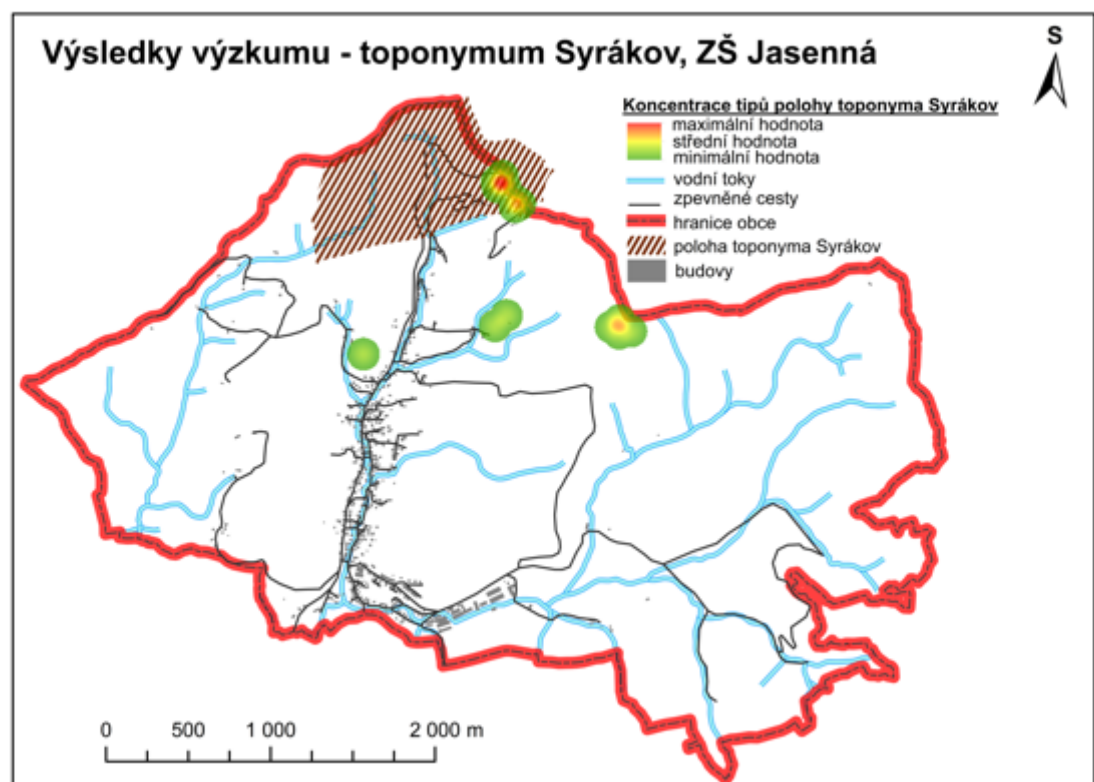 Výsledky výzkumu - toponymum Syrákov, ZŠ Jasenná
S
Koncentrace tipů polohy toponyma Syrákov
maximální hodnota
střední hodnota
minimální hodnota
vodní toky
zpevněné cesty
hranice obce
poloha toponyma Syrákov
budovy
0 500 1 000 2 000 m